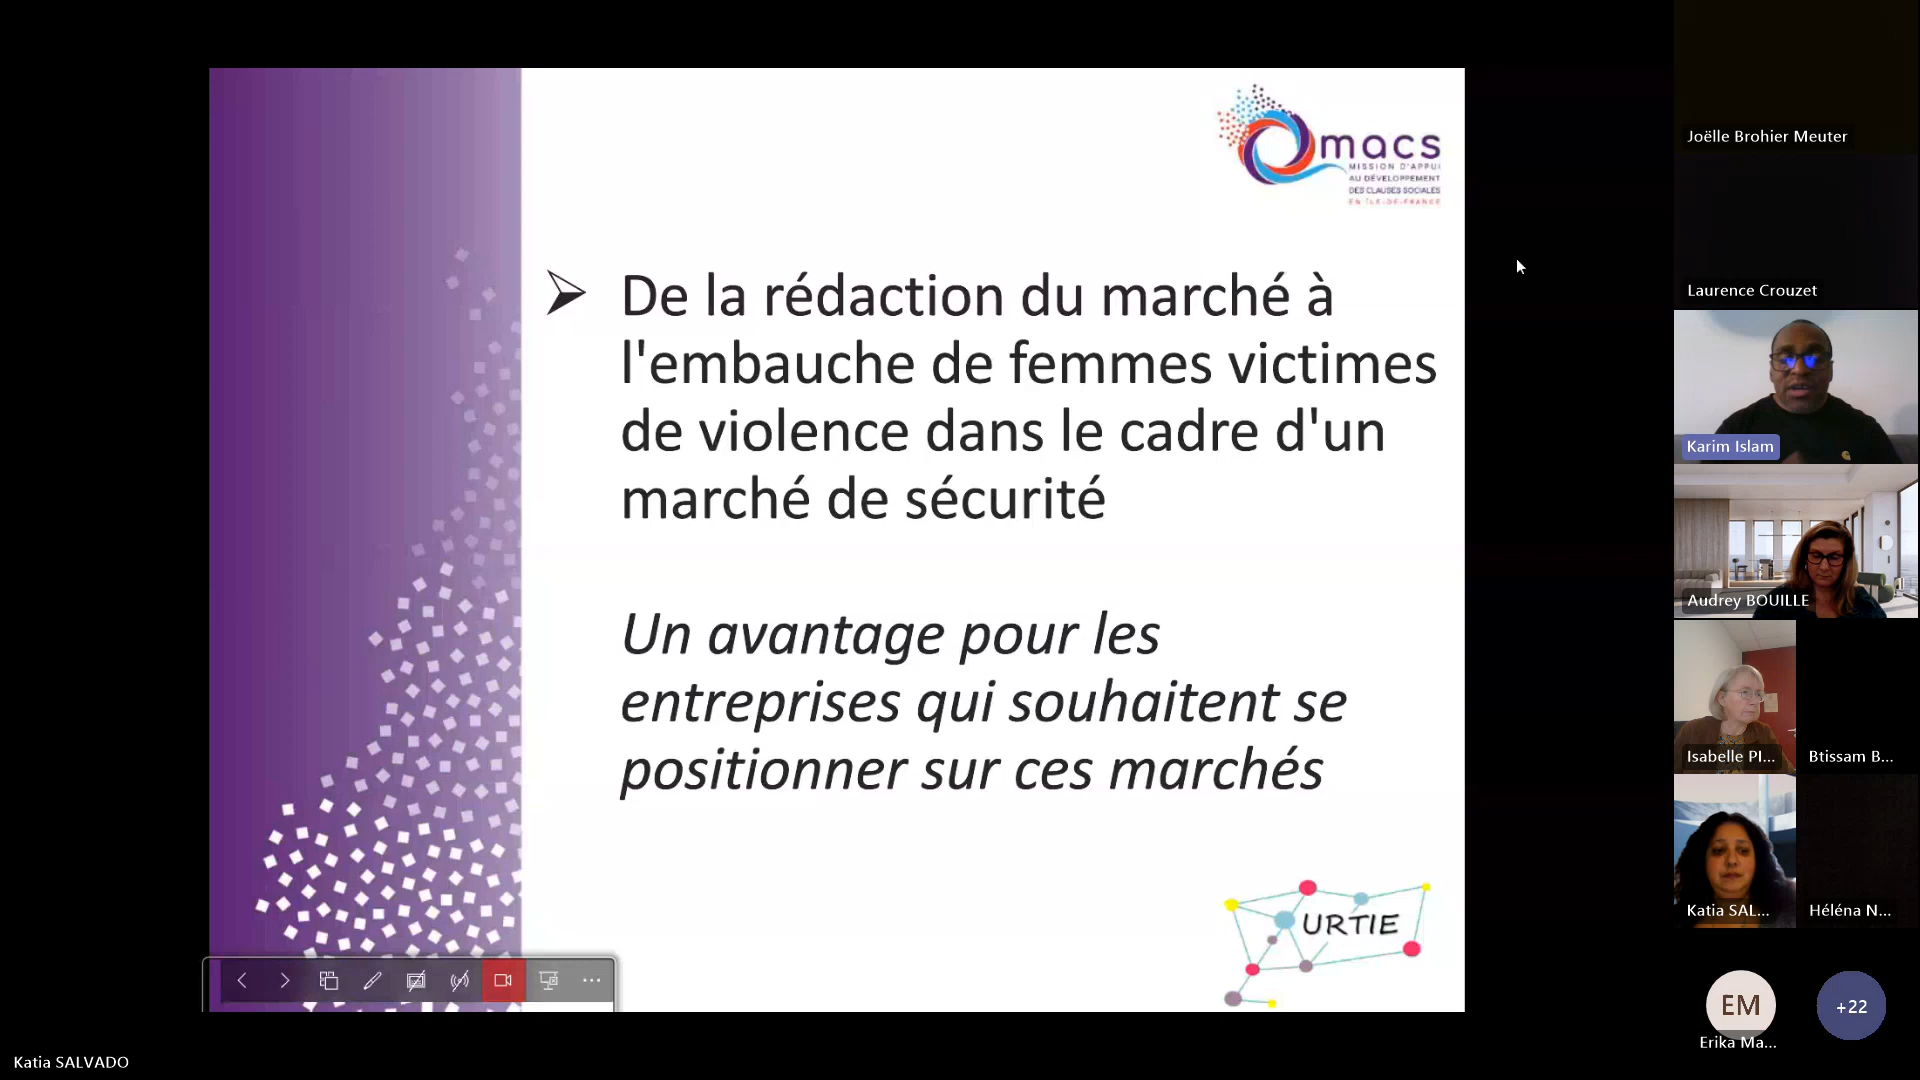 macs
MISSION D'APPUI
AU DÉVELOPPEMENT
DES CLAUSES SOCIALES
EN ÎLE-DE-FRANCE
De la rédaction du marché à
l'embauche de femmes victimes
de violence dans le cadre d'un
marché de sécurité
Un avantage pour les
entreprises qui souhaitent se
positionner sur ces marchés
URTIE
Joëlle Brohier Meuter
Laurence Crouzet
Karim Islam
Audrey BOUILLE
Isabelle PI...
Btissam B...
Katia SAL...
Héléna N...
EM
+22
Erika Ma...
Katia SALVADO